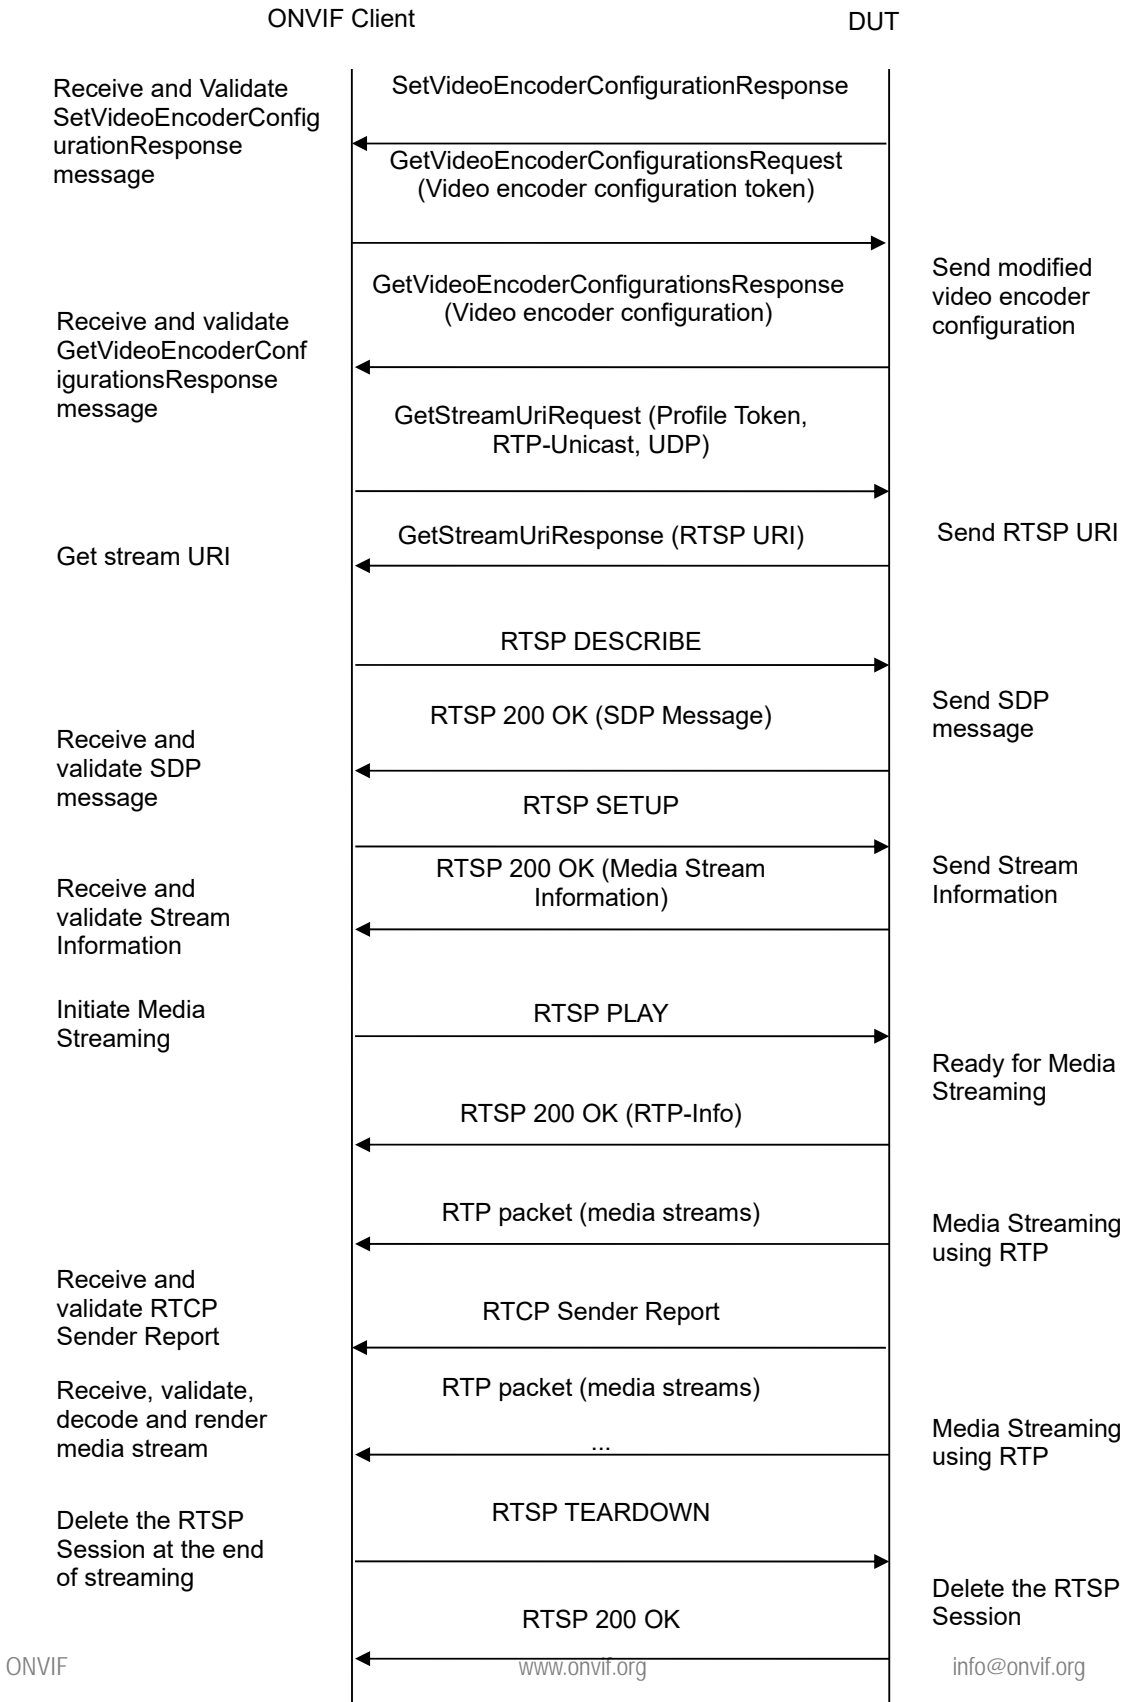 ONVIF Client
DUT
Receive and Validate
SetVideoEncoderConfig
urationResponse
message
SetVideoEncoderConfigurationResponse
GetVideoEncoderConfigurationsRequest
(Video encoder configuration token)
Send modified
video encoder
configuration
GetVideoEncoderConfigurationsResponse
(Video encoder configuration)
Receive and validate
GetVideoEncoderConf
igurationsResponse
message
GetStreamUriRequest (Profile Token,
RTP-Unicast, UDP)
Send RTSP URI
GetStreamUriResponse (RTSP URI)
Get stream URI
RTSP DESCRIBE
Send SDP
message
RTSP 200 OK (SDP Message)
Receive and
validate SDP
message
RTSP SETUP
Send Stream
Information
RTSP 200 OK (Media Stream
Information)
Receive and
validate Stream
Information
Initiate Media
Streaming
RTSP PLAY
Ready for Media
Streaming
RTSP 200 OK (RTP-Info)
RTP packet (media streams)
Media Streaming
using RTP
Receive and
validate RTCP
Sender Report
RTCP Sender Report
Receive, validate,
decode and render
media stream
RTP packet (media streams)
...
Media Streaming
using RTP
Delete the RTSP
Session at the end
of streaming
RTSP TEARDOWN
Delete the RTSP
Session
RTSP 200 OK
ONVIF
www.onvif.org
info@onvif.org